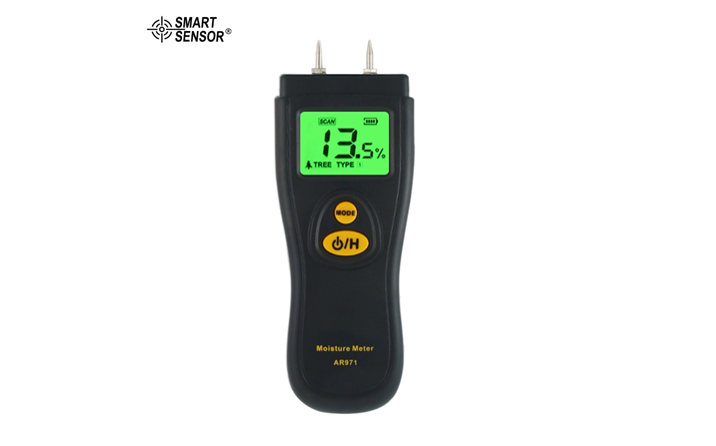 SMART
SENSOR®
SCAN
13.5%
TREE TYPE 1
MODE
/H
Moisture Meter
AR971